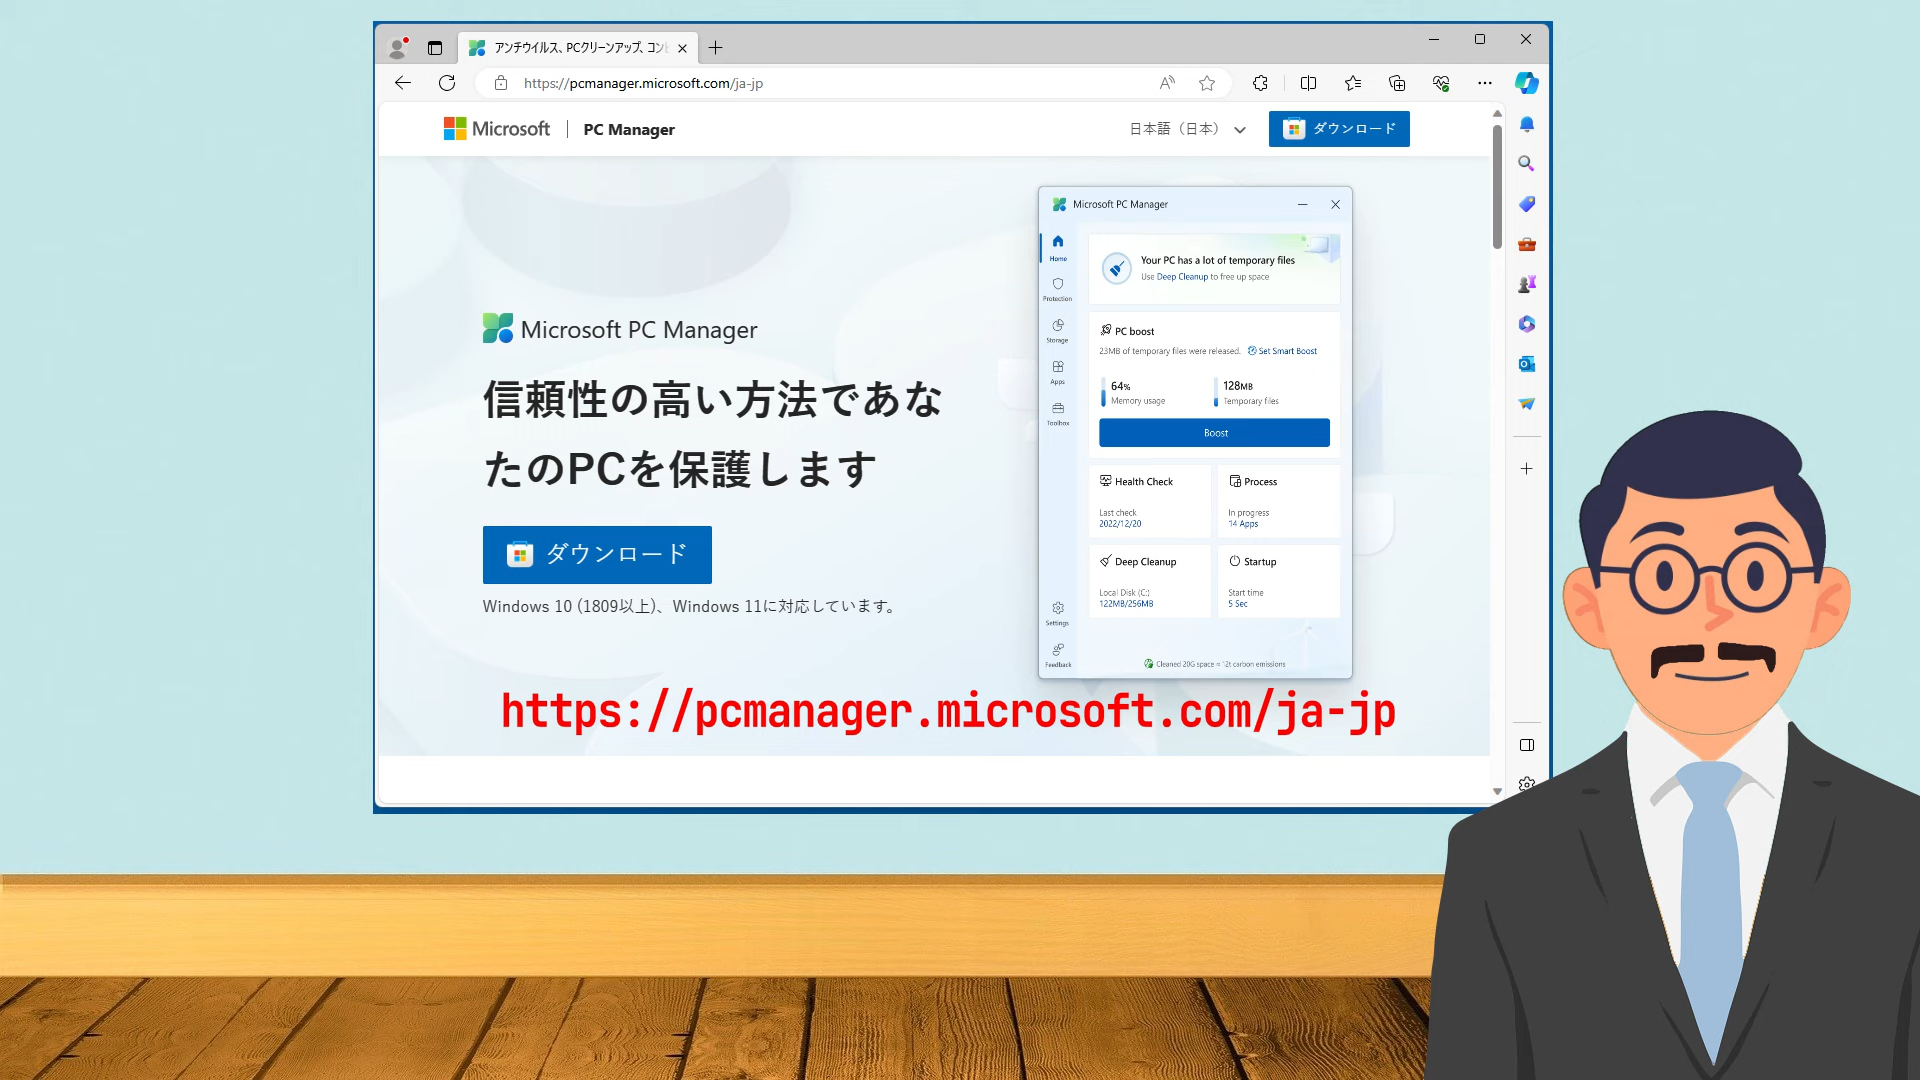 アンチウイルス、PCクリーンアップ、コンピ
https://pcmanager.microsoft.com/ja-jp
Microsoft
PC Manager
日本語（日本）
ダウンロード
Microsoft PC Manager
信頼性の高い方法であな
たのPCを保護します
ダウンロード
Windows 10 (1809以上)、Windows 11に対応しています。
Microsoft PC Manager
Home
Protection
Storage
Apps
Toolbox
Settings
Feedback
Your PC has a lot of temporary files
Use Deep Cleanup to free up space
PC boost
23MB of temporary files were released. Set Smart Boost
64%
Memory usage
128MB
Temporary files
Boost
Health Check
Last check
2022/12/20
Process
In progress
14 Apps
Deep Cleanup
Local Disk (C:)
122MB/256MB
Startup
Start time
5 Sec
Cleaned 20G space ≈ 12t carbon emissions
https://pcmanager.microsoft.com/ja-jp